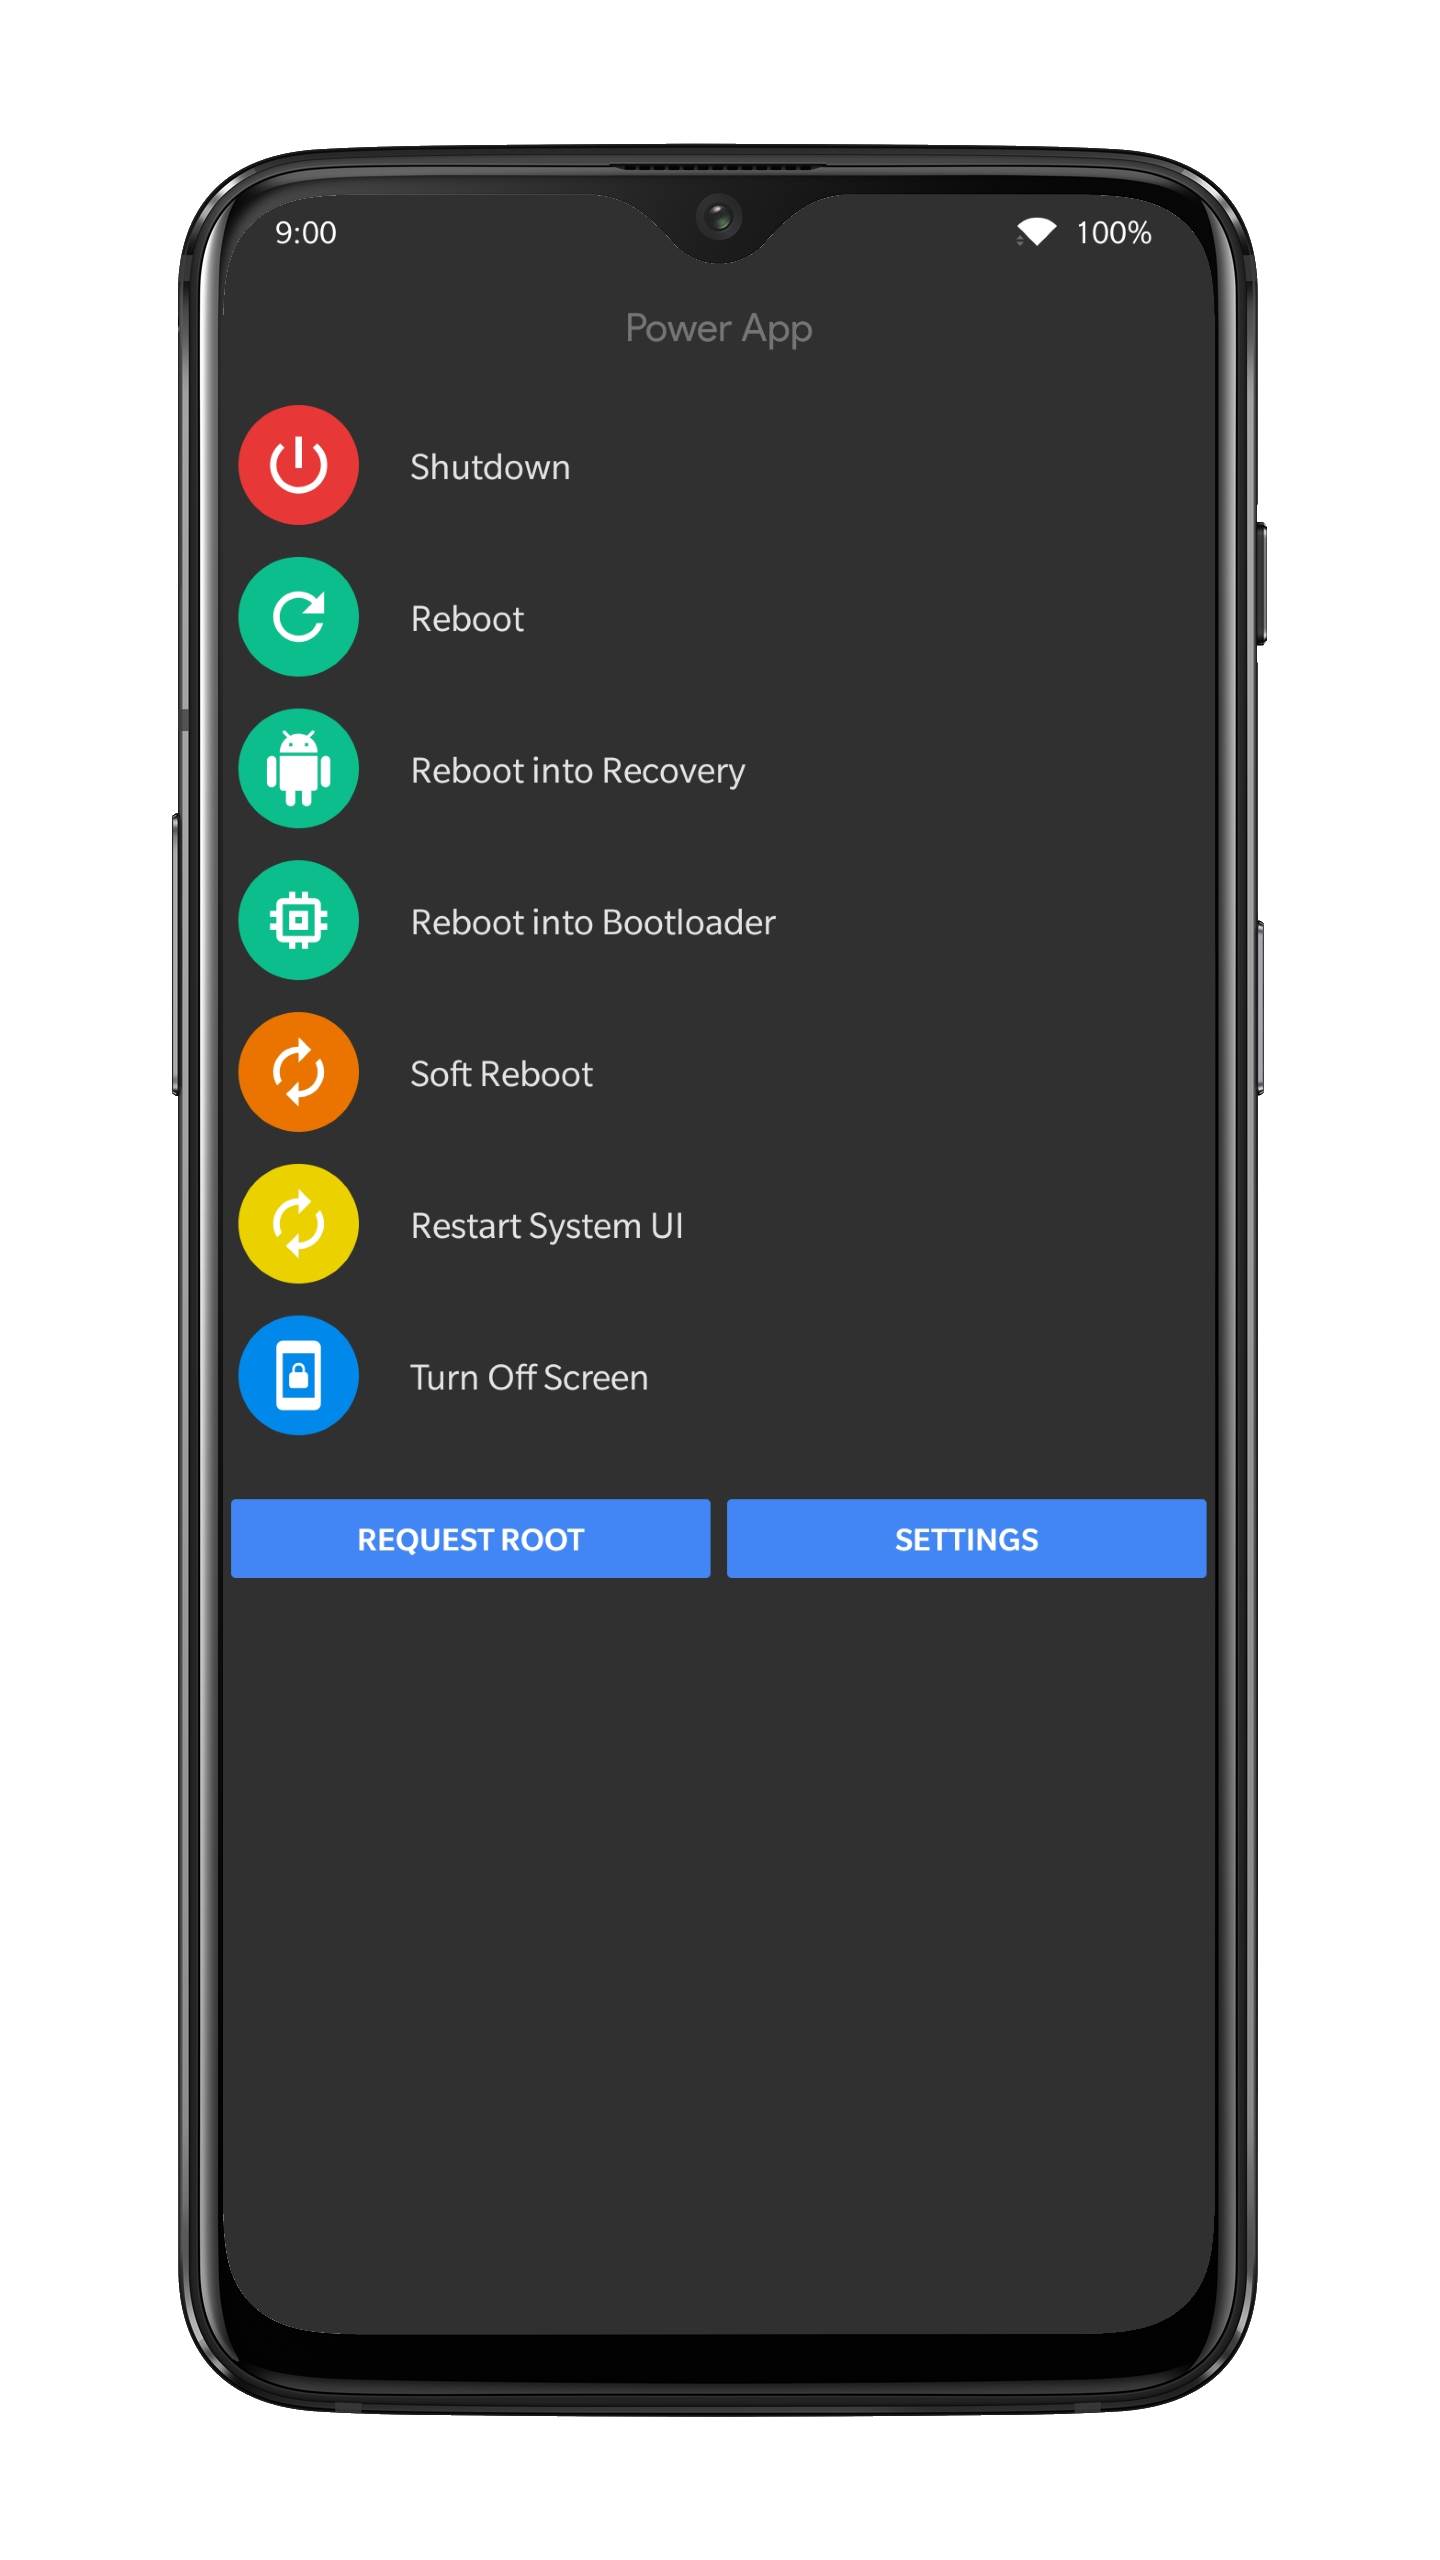 9:00 100%
Power App
Shutdown
Reboot
Reboot into Recovery
Reboot into Bootloader
Soft Reboot
Restart System UI
Turn Off Screen
REQUEST ROOT SETTINGS